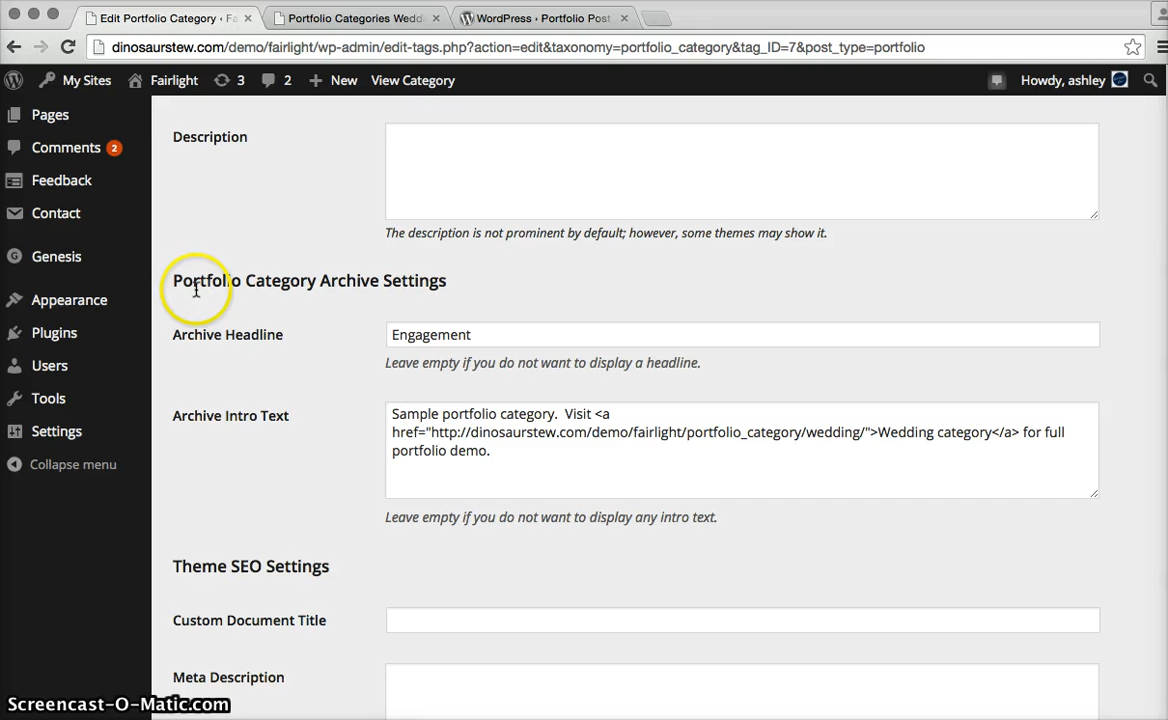 Edit Portfolio Category ‹ Fa
Portfolio Categories Wedd
WordPress › Portfolio Post
dinosaurstew.com/demo/fairlight/wp-admin/edit-tags.php?action=edit&taxonomy=portfolio_category&tag_ID=7&post_type=portfolio
My Sites Fairlight 3 2 New View Category Howdy, ashley
Pages
Comments 2
Feedback
Contact
Genesis
Appearance
Plugins
Users
Tools
Settings
Collapse menu
Description
The description is not prominent by default; however, some themes may show it.
Portfolio Category Archive Settings
Archive Headline
Engagement
Leave empty if you do not want to display a headline.
Archive Intro Text
Sample portfolio category.  Visit <a
href="http://dinosaurstew.com/demo/fairlight/portfolio_category/wedding/">Wedding category</a> for full
portfolio demo.
Leave empty if you do not want to display any intro text.
Theme SEO Settings
Custom Document Title
Meta Description
Screencast-O-Matic.com